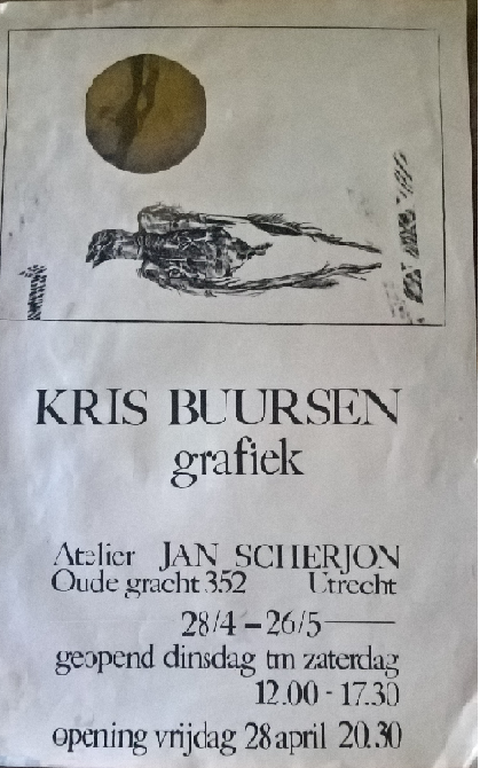 KRIS BUURSEN
grafiek
Atelier JAN SCHERJON
Oude gracht 352 Utrecht
28/4 – 26/5
geopend dinsdag tm zaterdag
12.00 - 17.30
opening vrijdag 28 april 20.30